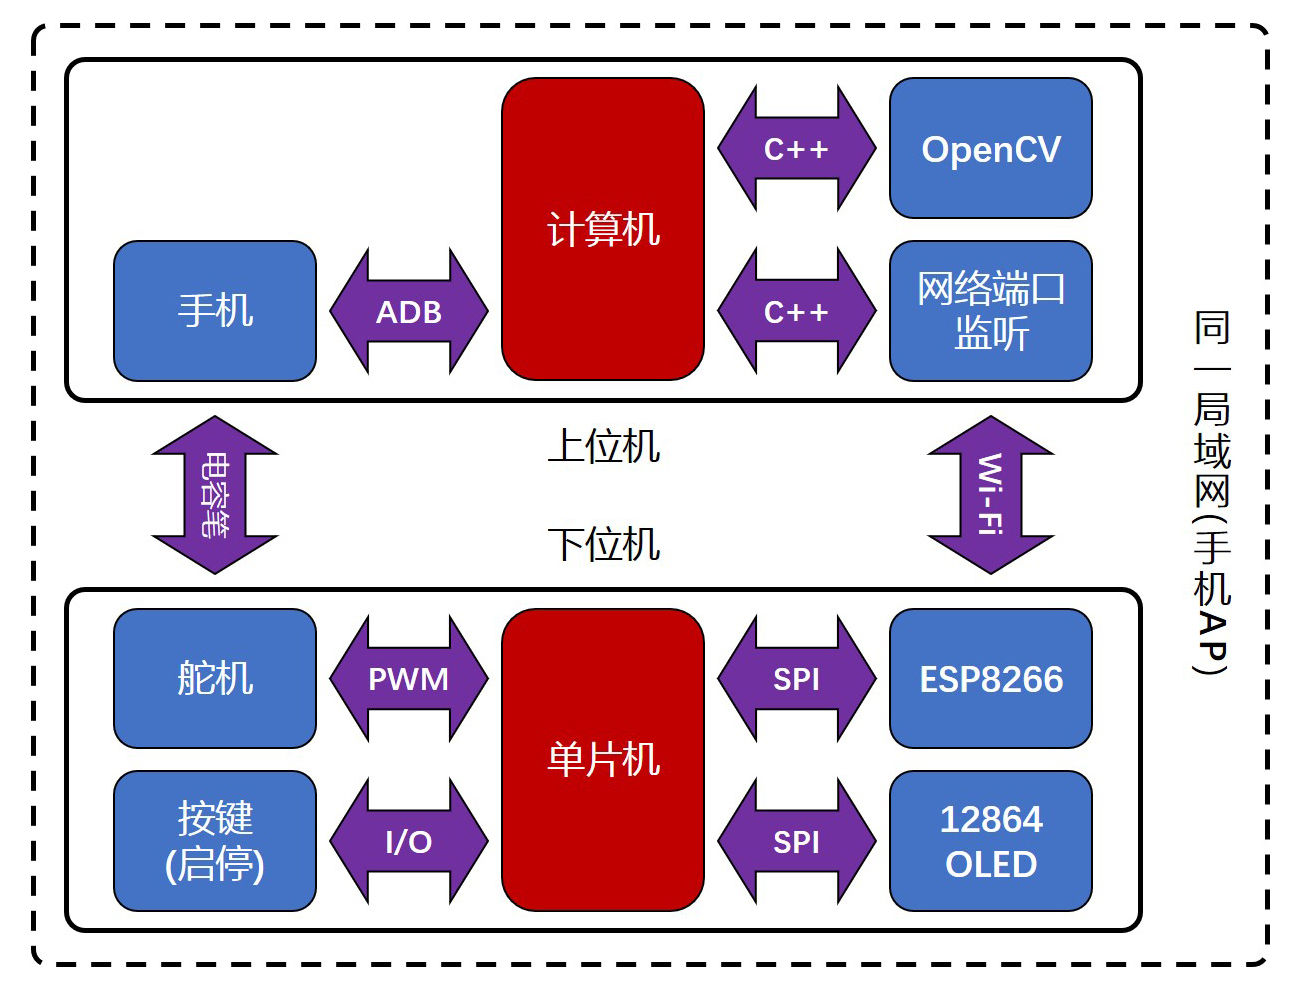 计算机
C++
OpenCV
手机
ADB
C++
网络端口
监听
电容笔
上位机
下位机
Wi-Fi
同一局域网(手机AP)
舵机
PWM
单片机
SPI
ESP8266
按键
(启停)
I/O
SPI
12864
OLED